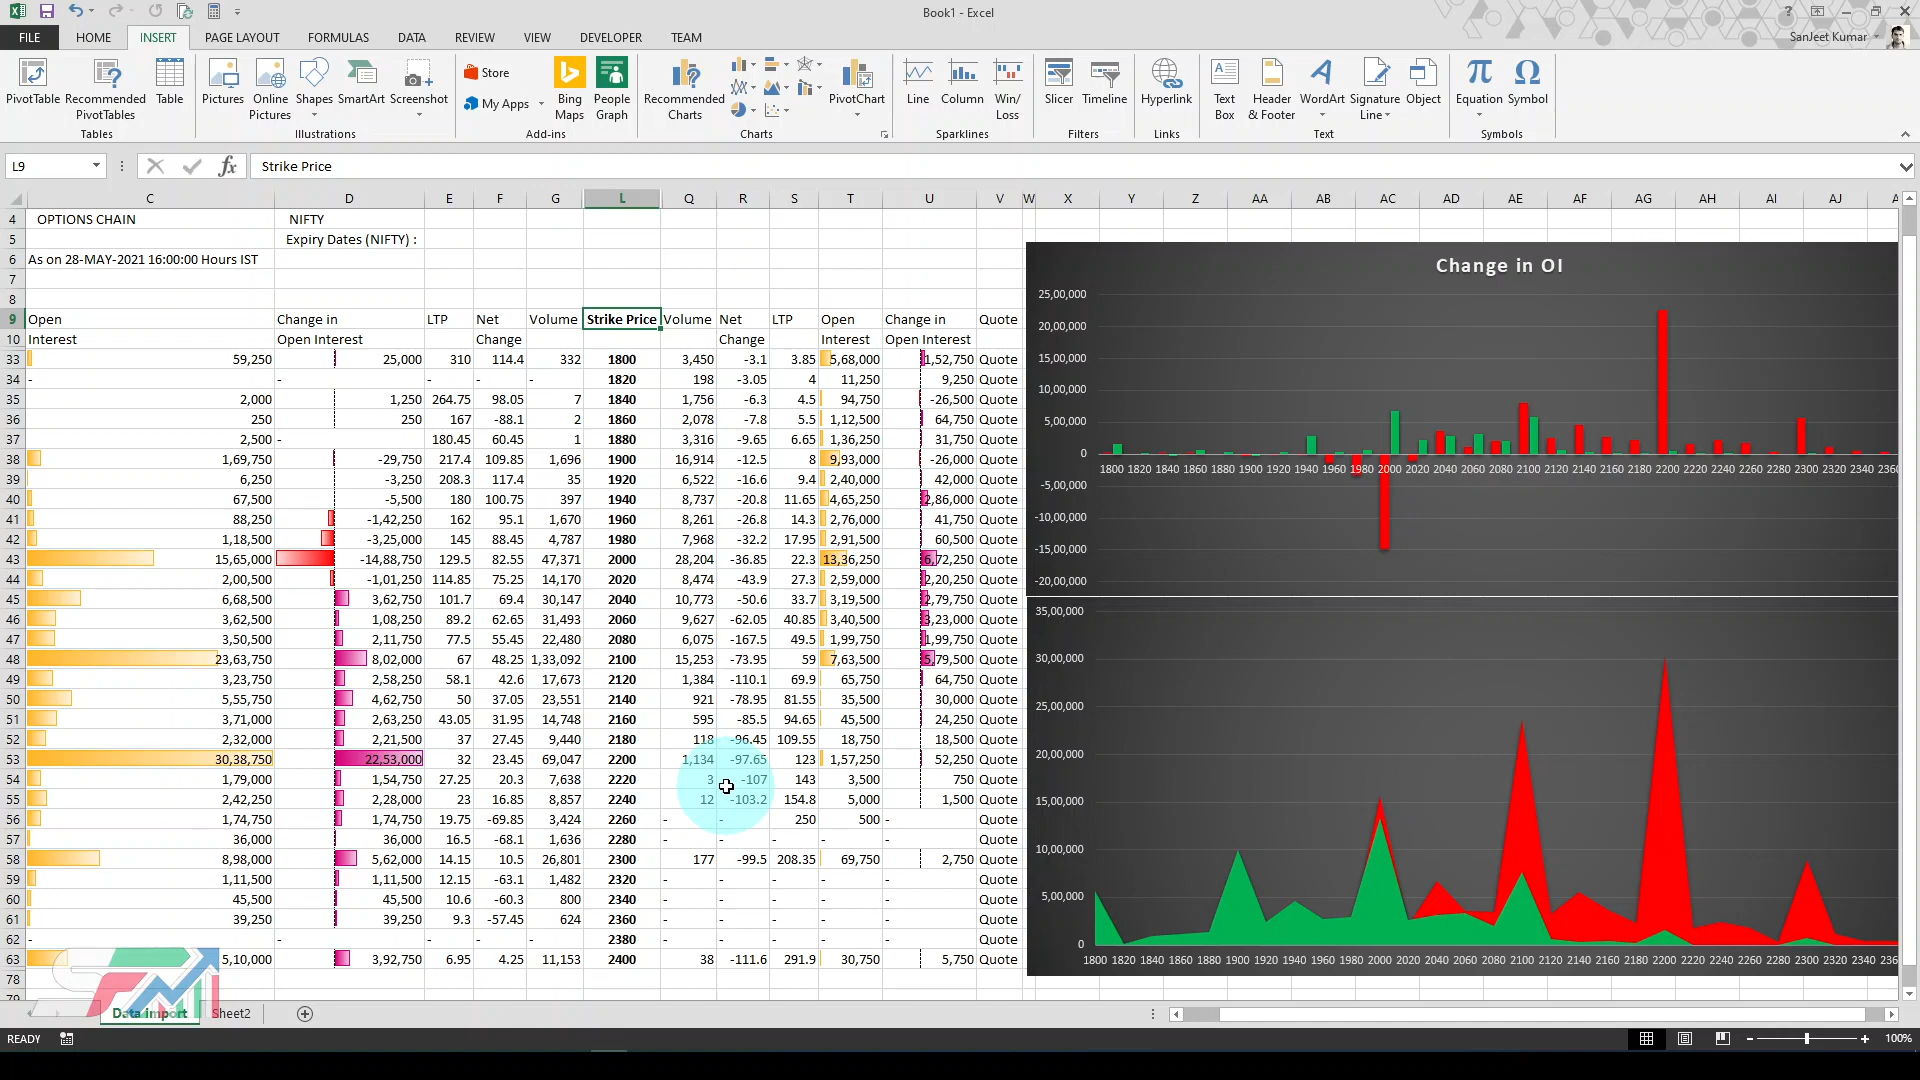 Book1 - Excel
?
FILE HOME INSERT PAGE LAYOUT FORMULAS DATA REVIEW VIEW DEVELOPER TEAM SanJeet Kumar
PivotTable Recommended PivotTables Table Pictures Online Pictures Shapes SmartArt Screenshot Store My Apps Bing Maps People Graph Recommended Charts PivotChart Line Column Win/Loss Slicer Timeline Hyperlink Text Box Header & Footer WordArt Signature Line Object Equation Symbol
Tables Illustrations Add-ins Charts Sparklines Filters Links Text Symbols
L9 fx Strike Price
C D E F G L Q R S T U V W X Y Z AA AB AC AD AE AF AG AH AI AJ A
4 OPTIONS CHAIN NIFTY
5 Expiry Dates (NIFTY) :
6 As on 28-MAY-2021 16:00:00 Hours IST
7
8
9 Open Change in LTP Net Volume Strike Price Volume Net LTP Open Change in Quote
10 Interest Open Interest Change Change Interest Open Interest
33 59,250 25,000 310 114.4 332 1800 3,450 -3.1 3.85 5,68,000 1,52,750 Quote
34 - - - - - 1820 198 -3.05 4 11,250 9,250 Quote
35 2,000 1,250 264.75 98.05 7 1840 1,756 -6.3 4.5 94,750 -26,500 Quote
36 250 250 167 -88.1 2 1860 2,078 -7.8 5.5 1,12,500 64,750 Quote
37 2,500 - 180.45 60.45 1 1880 3,316 -9.65 6.65 1,36,250 31,750 Quote
38 1,69,750 -29,750 217.4 109.85 1,696 1900 16,914 -12.5 8 9,93,000 -26,000 Quote
39 6,250 -3,250 208.3 117.4 35 1920 6,522 -16.6 9.4 2,40,000 42,000 Quote
40 67,500 -5,500 180 100.75 397 1940 8,737 -20.8 11.65 4,65,250 2,86,000 Quote
41 88,250 -1,42,250 162 95.1 1,670 1960 8,261 -26.8 14.3 2,76,000 41,750 Quote
42 1,18,500 -3,25,000 145 88.45 4,787 1980 7,968 -32.2 17.95 2,91,500 60,500 Quote
43 15,65,000 -14,88,750 129.5 82.55 47,371 2000 28,204 -36.85 22.3 13,36,250 6,72,250 Quote
44 2,00,500 -1,01,250 114.85 75.25 14,170 2020 8,474 -43.9 27.3 2,59,000 2,20,250 Quote
45 6,68,500 3,62,750 101.7 69.4 30,147 2040 10,773 -50.6 33.7 3,19,500 2,79,750 Quote
46 3,62,500 1,08,250 89.2 62.65 31,493 2060 9,627 -62.05 40.85 3,40,500 3,23,000 Quote
47 3,50,500 2,11,750 77.5 55.45 22,480 2080 6,075 -167.5 49.5 1,99,750 1,99,750 Quote
48 23,63,750 8,02,000 67 48.25 1,33,092 2100 15,253 -73.95 59 7,63,500 5,79,500 Quote
49 3,23,750 2,58,250 58.1 42.6 17,673 2120 1,384 -110.1 69.9 65,750 64,750 Quote
50 5,55,750 4,62,750 50 37.05 23,551 2140 921 -78.95 81.55 35,500 30,000 Quote
51 3,71,000 2,63,250 43.05 31.95 14,748 2160 595 -85.5 94.65 45,500 24,250 Quote
52 2,32,000 2,21,500 37 27.45 9,440 2180 118 -96.45 109.55 18,750 18,500 Quote
53 30,38,750 22,53,000 32 23.45 69,047 2200 1,134 -97.65 123 1,57,250 52,250 Quote
54 1,79,000 1,54,750 27.25 20.3 7,638 2220 3 -107 143 3,500 750 Quote
55 2,42,250 2,28,000 23 16.85 8,857 2240 12 -103.2 154.8 5,000 1,500 Quote
56 1,74,750 1,74,750 19.75 -69.85 3,424 2260 - - 250 500 - Quote
57 36,000 36,000 16.5 -68.1 1,636 2280 - - - - - Quote
58 8,98,000 5,62,000 14.15 10.5 26,801 2300 177 -99.5 208.35 69,750 2,750 Quote
59 1,11,500 1,11,500 12.15 -63.1 1,482 2320 - - - - - Quote
60 45,500 45,500 10.6 -60.3 800 2340 - - - - - Quote
61 39,250 39,250 9.3 -57.45 624 2360 - - - - - Quote
62 - - - - - 2380 - - - - - Quote
63 5,10,000 3,92,750 6.95 4.25 11,153 2400 38 -111.6 291.9 30,750 5,750 Quote
78
79
Change in OI
25,00,000
20,00,000
15,00,000
10,00,000
5,00,000
0
1800 1820 1840 1860 1880 1900 1920 1940 1960 1980 2000 2020 2040 2060 2080 2100 2120 2140 2160 2180 2200 2220 2240 2260 2280 2300 2320 2340 236
-5,00,000
-10,00,000
-15,00,000
-20,00,000
35,00,000
30,00,000
25,00,000
20,00,000
15,00,000
10,00,000
5,00,000
0
1800 1820 1840 1860 1880 1900 1920 1940 1960 1980 2000 2020 2040 2060 2080 2100 2120 2140 2160 2180 2200 2220 2240 2260 2280 2300 2320 2340 236
Data import Sheet2
READY 100%